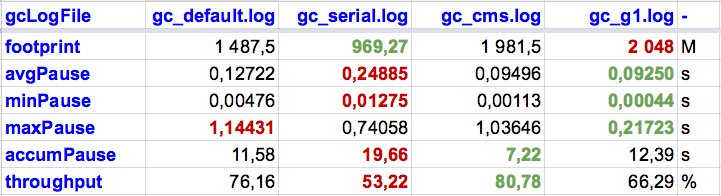 gcLogFile gc_default.log gc_serial.log gc_cms.log gc_g1.log -
footprint 1 487,5 969,27 1 981,5 2 048 M
avgPause 0,12722 0,24885 0,09496 0,09250 s
minPause 0,00476 0,01275 0,00113 0,00044 s
maxPause 1,14431 0,74058 1,03646 0,21723 s
accumPause 11,58 19,66 7,22 12,39 s
throughput 76,16 53,22 80,78 66,29 %